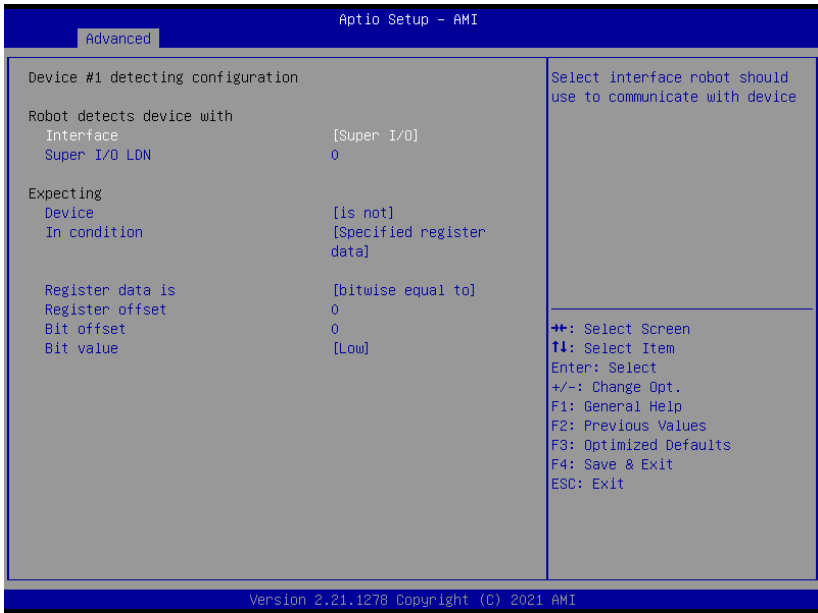 Aptio Setup – AMI
Advanced
Device #1 detecting configuration
Robot detects device with
Interface [Super I/O]
Super I/O LDN 0
Expecting
Device [is not]
In condition [Specified register
data]
Register data is [bitwise equal to]
Register offset 0
Bit offset 0
Bit value [Low]
Select interface robot should
use to communicate with device
→←: Select Screen
↑↓: Select Item
Enter: Select
+/-: Change Opt.
F1: General Help
F2: Previous Values
F3: Optimized Defaults
F4: Save & Exit
ESC: Exit
Version 2.21.1278 Copyright (C) 2021 AMI